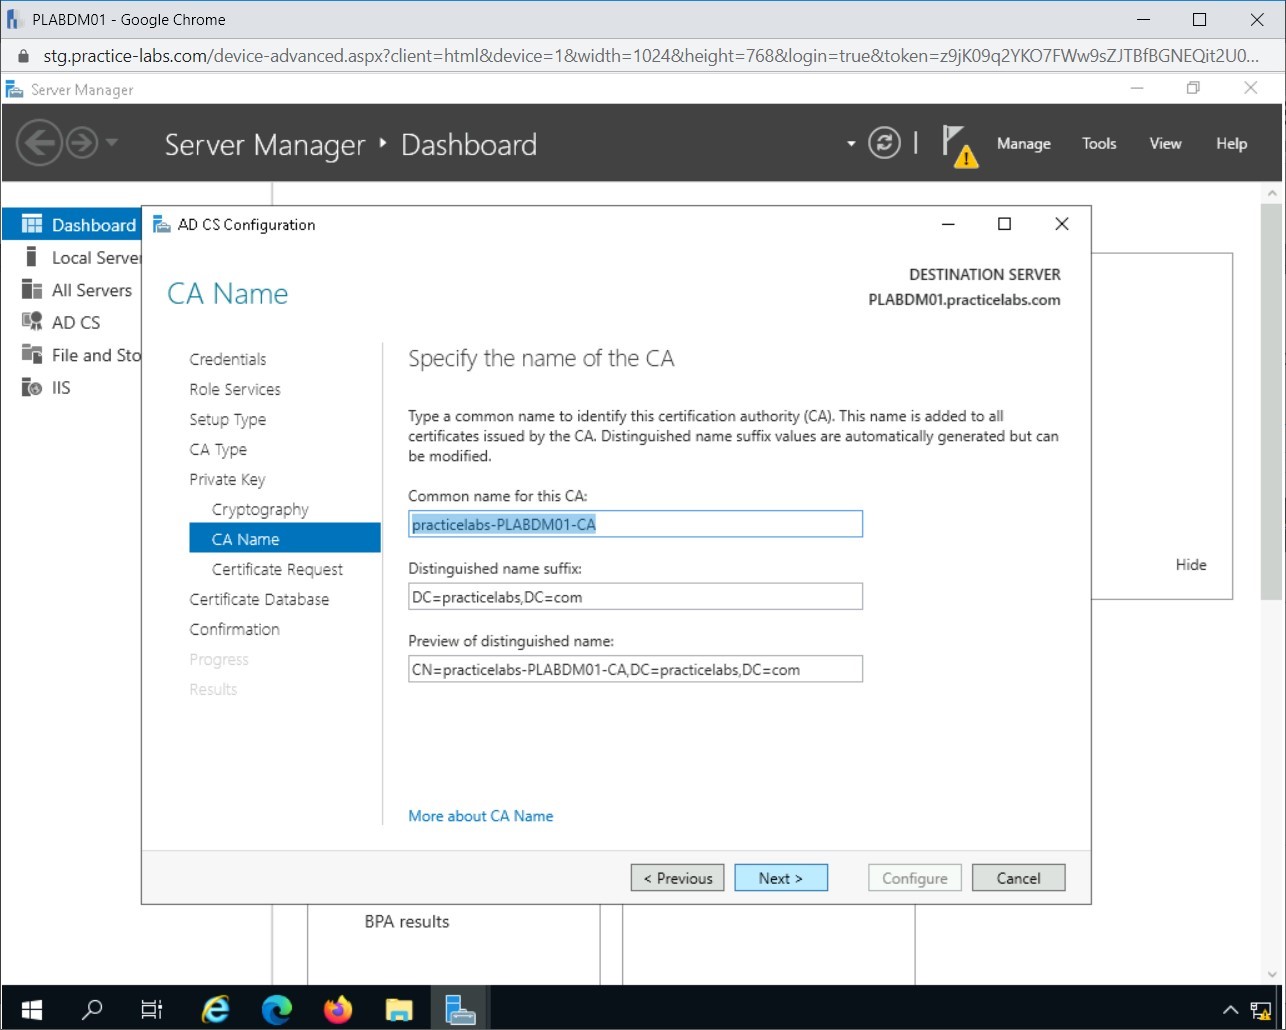 PLABDM01 - Google Chrome
stg.practice-labs.com/device-advanced.aspx?client=html&device=1&width=1024&height=768&login=true&token=z9jK09q2YKO7FWw9sZJTBfBGNEQit2U0...
Server Manager
Server Manager ‣ Dashboard
Manage Tools View Help
Dashboard
Local Server
All Servers
AD CS
File and Sto
IIS
AD CS Configuration
DESTINATION SERVER
PLABDM01.practicelabs.com
CA Name
Credentials
Role Services
Setup Type
CA Type
Private Key
Cryptography
CA Name
Certificate Request
Certificate Database
Confirmation
Progress
Results
Specify the name of the CA
Type a common name to identify this certification authority (CA). This name is added to all
certificates issued by the CA. Distinguished name suffix values are automatically generated but can
be modified.
Common name for this CA:
practicelabs-PLABDM01-CA
Distinguished name suffix:
DC=practicelabs,DC=com
Preview of distinguished name:
CN=practicelabs-PLABDM01-CA,DC=practicelabs,DC=com
More about CA Name
< Previous Next > Configure Cancel
Hide
BPA results